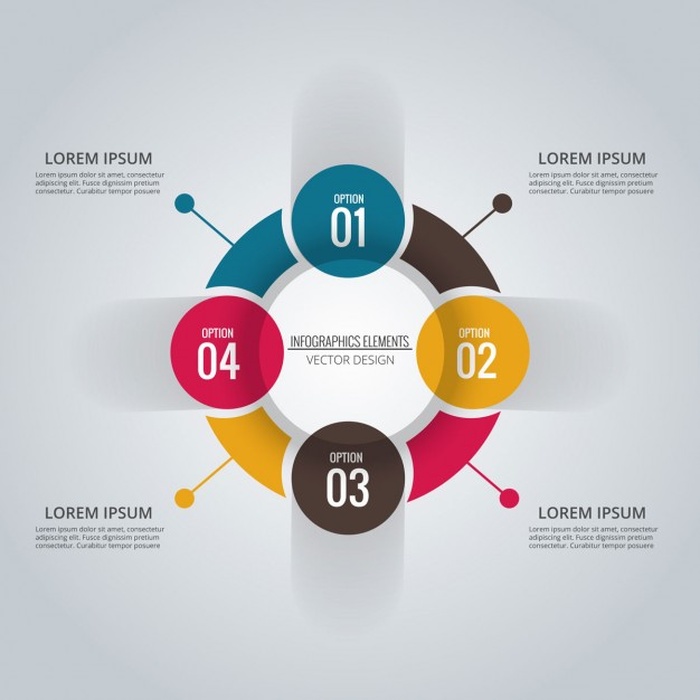 LOREM IPSUM
Lorem ipsum dolor sit amet, consectetur
adipiscing elit. Fusce dignissim pretium
consectetur. Curabitur tempor posuere
LOREM IPSUM
Lorem ipsum dolor sit amet, consectetur
adipiscing elit. Fusce dignissim pretium
consectetur. Curabitur tempor posuere
OPTION
01
OPTION
04
INFOGRAPHICS ELEMENTS
VECTOR DESIGN
OPTION
02
OPTION
03
LOREM IPSUM
Lorem ipsum dolor sit amet, consectetur
adipiscing elit. Fusce dignissim pretium
consectetur. Curabitur tempor posuere
LOREM IPSUM
Lorem ipsum dolor sit amet, consectetur
adipiscing elit. Fusce dignissim pretium
consectetur. Curabitur tempor posuere